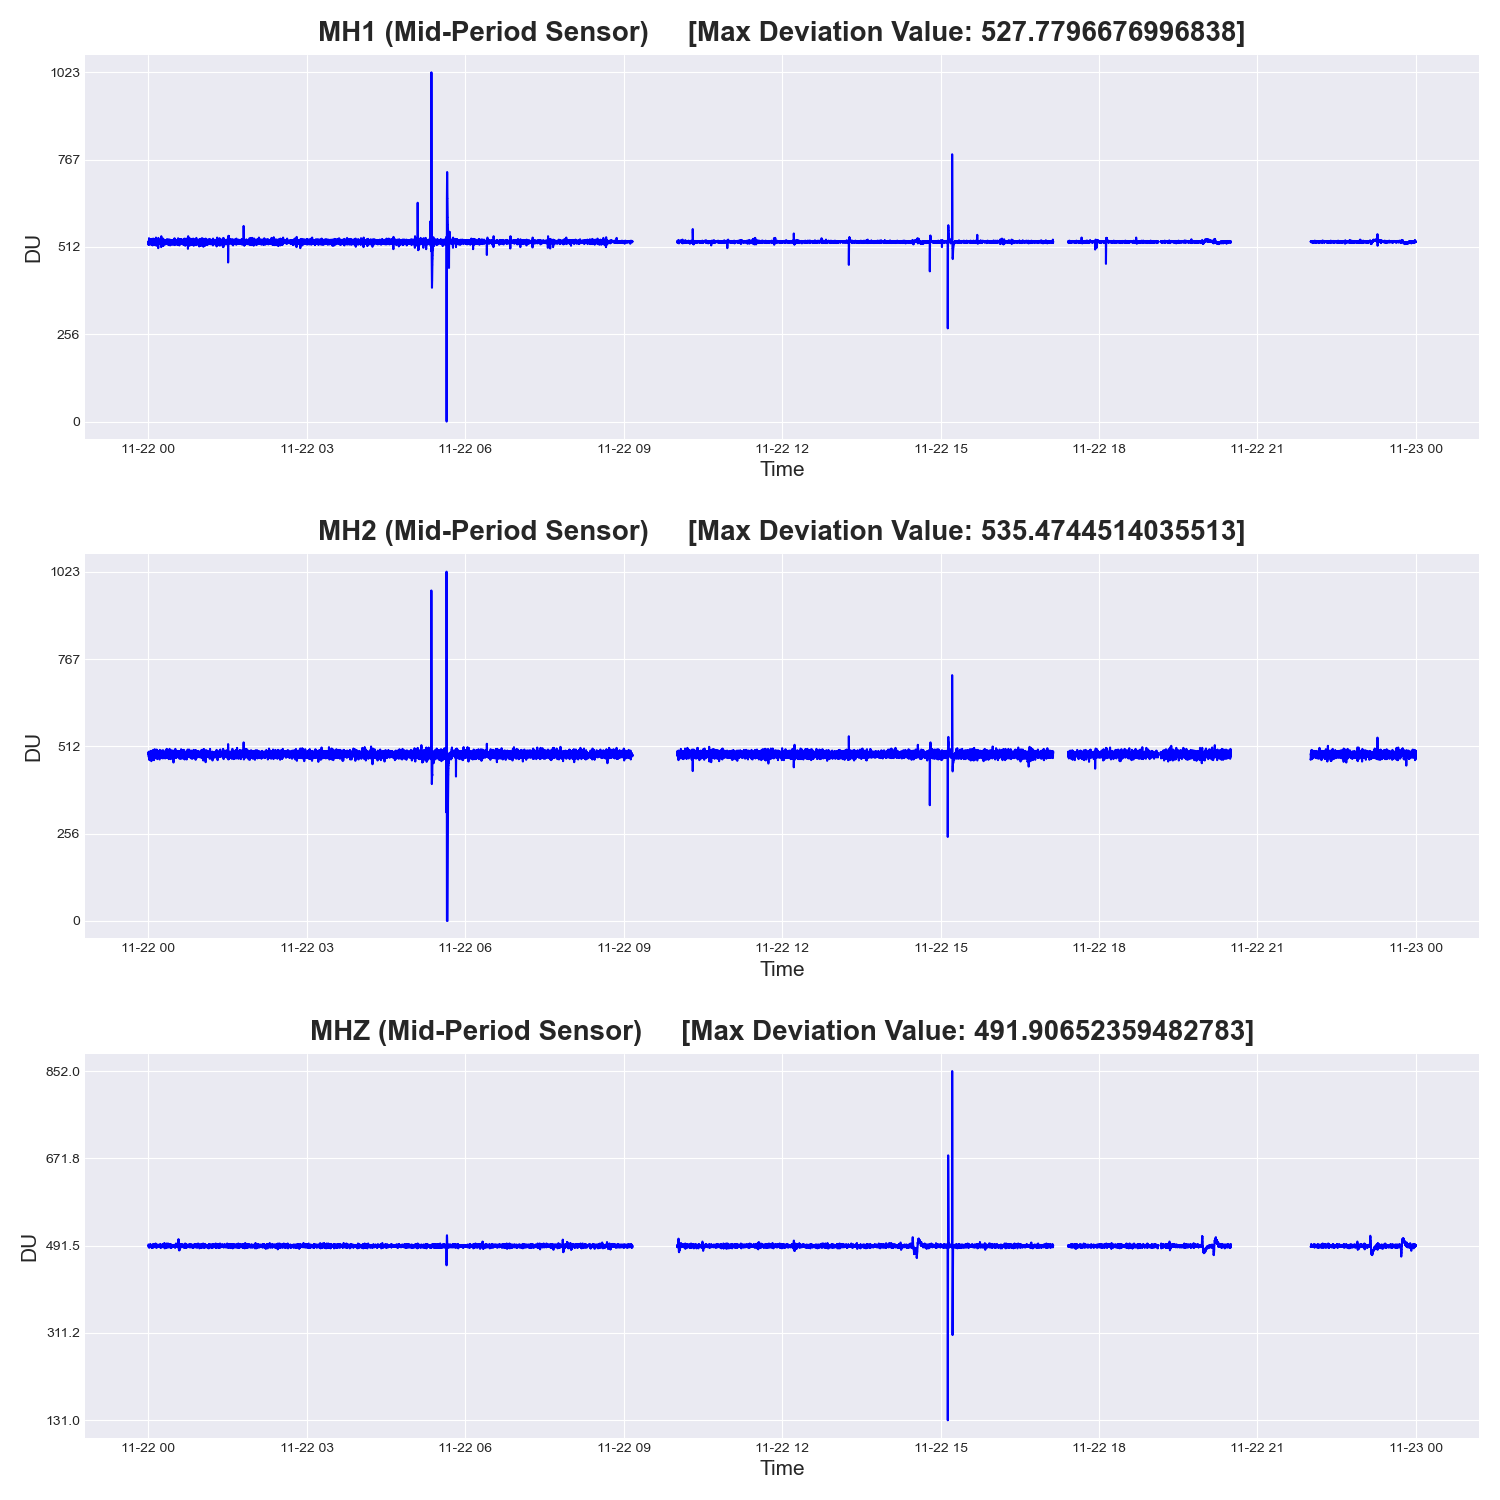 MH1 (Mid-Period Sensor) [Max Deviation Value: 527.7796676996838]
1023
767
512
256
0
DU
11-22 00 11-22 03 11-22 06 11-22 09 11-22 12 11-22 15 11-22 18 11-22 21 11-23 00
Time
MH2 (Mid-Period Sensor) [Max Deviation Value: 535.4744514035513]
1023
767
512
256
0
DU
11-22 00 11-22 03 11-22 06 11-22 09 11-22 12 11-22 15 11-22 18 11-22 21 11-23 00
Time
MHZ (Mid-Period Sensor) [Max Deviation Value: 491.90652359482783]
852.0
671.8
491.5
311.2
131.0
DU
11-22 00 11-22 03 11-22 06 11-22 09 11-22 12 11-22 15 11-22 18 11-22 21 11-23 00
Time